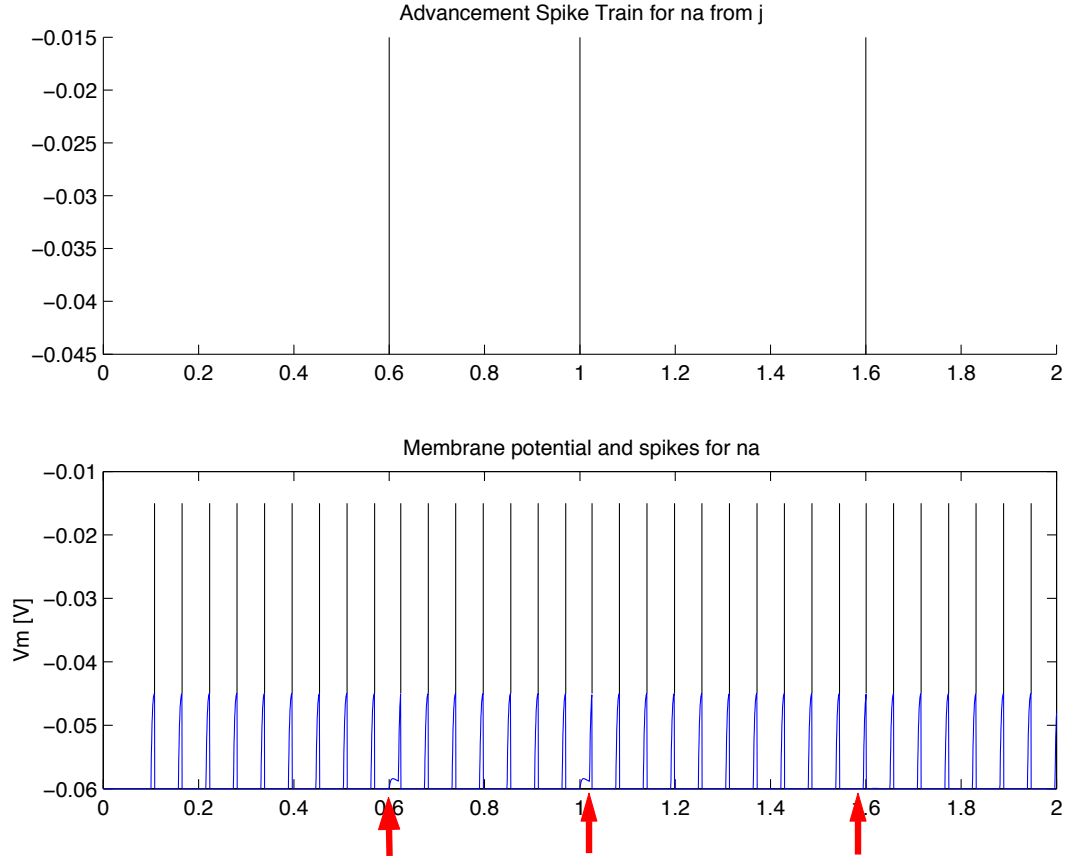 Advancement Spike Train for na from j
−0.015
−0.02
−0.025
−0.03
−0.035
−0.04
−0.045
0 0.2 0.4 0.6 0.8 1 1.2 1.4 1.6 1.8 2
Membrane potential and spikes for na
−0.01
−0.02
−0.03
−0.04
−0.05
−0.06
Vm [V]
0 0.2 0.4 0.6 0.8 1 1.2 1.4 1.6 1.8 2